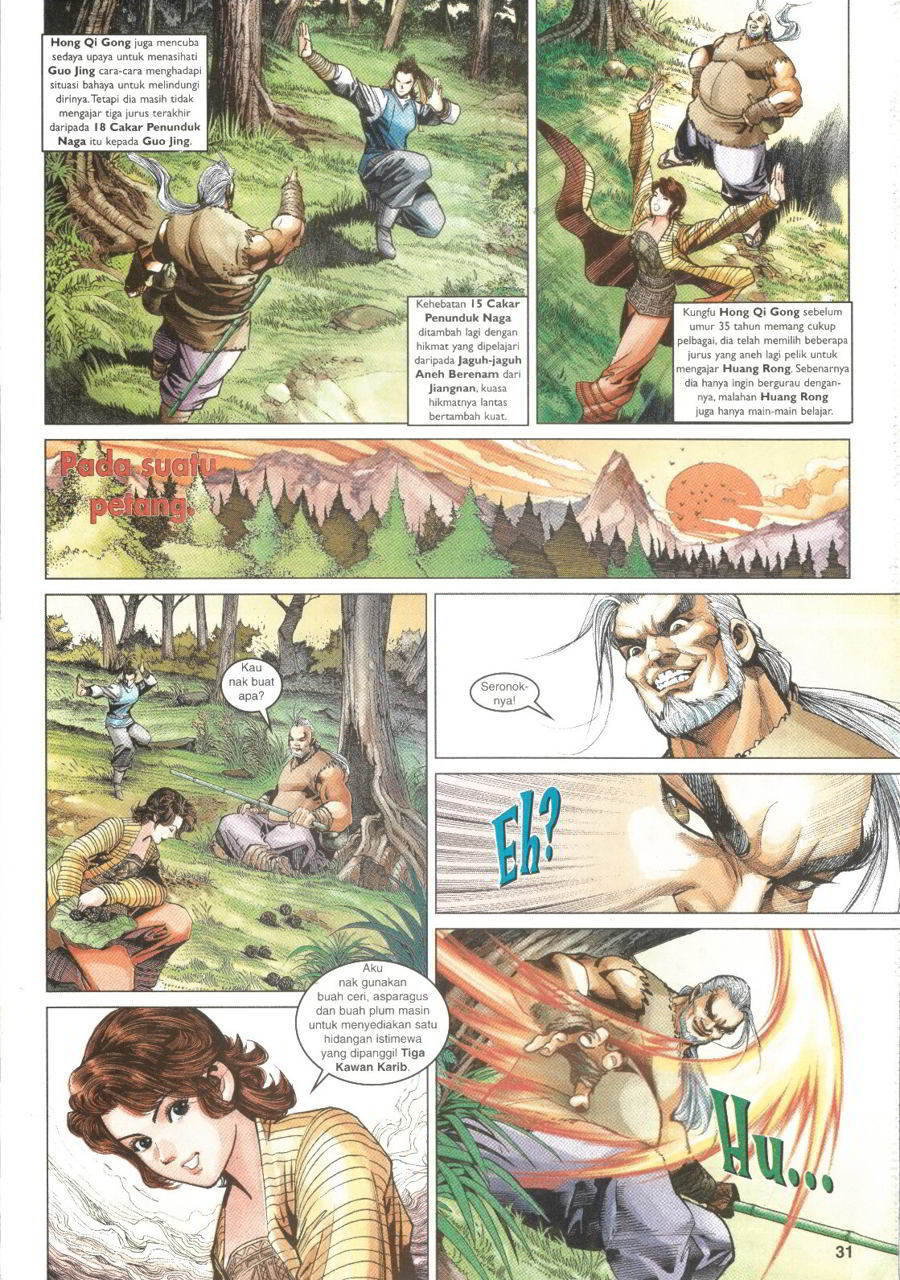 Hong Qi Gong juga mencuba
sedaya upaya untuk menasihati
Guo Jing cara-cara menghadapi
situasi bahaya untuk melindungi
dirinya. Tetapi dia masih tidak
mengajar tiga jurus terakhir
daripada 18 Cakar Penunduk
Naga itu kepada Guo Jing.
Kehebatan 15 Cakar
Penunduk Naga
ditambah lagi dengan
hikmat yang dipelajari
daripada Jaguh-jaguh
Aneh Berenam dari
Jiangnan, kuasa
hikmatnya lantas
bertambah kuat.
Kungfu Hong Qi Gong sebelum
umur 35 tahun memang cukup
pelbagai, dia telah memilih beberapa
jurus yang aneh lagi pelik untuk
mengajar Huang Rong. Sebenarnya
dia hanya ingin bergurau dengan-
nya, malahan Huang Rong
juga hanya main-main belajar.
Pada suatu
petang.
Kau
nak buat
apa?
Seronok-
nya!
Eh?
Aku
nak gunakan
buah ceri, asparagus
dan buah plum masin
untuk menyediakan satu
hidangan istimewa
yang dipanggil Tiga
Kawan Karib.
Hu...
31